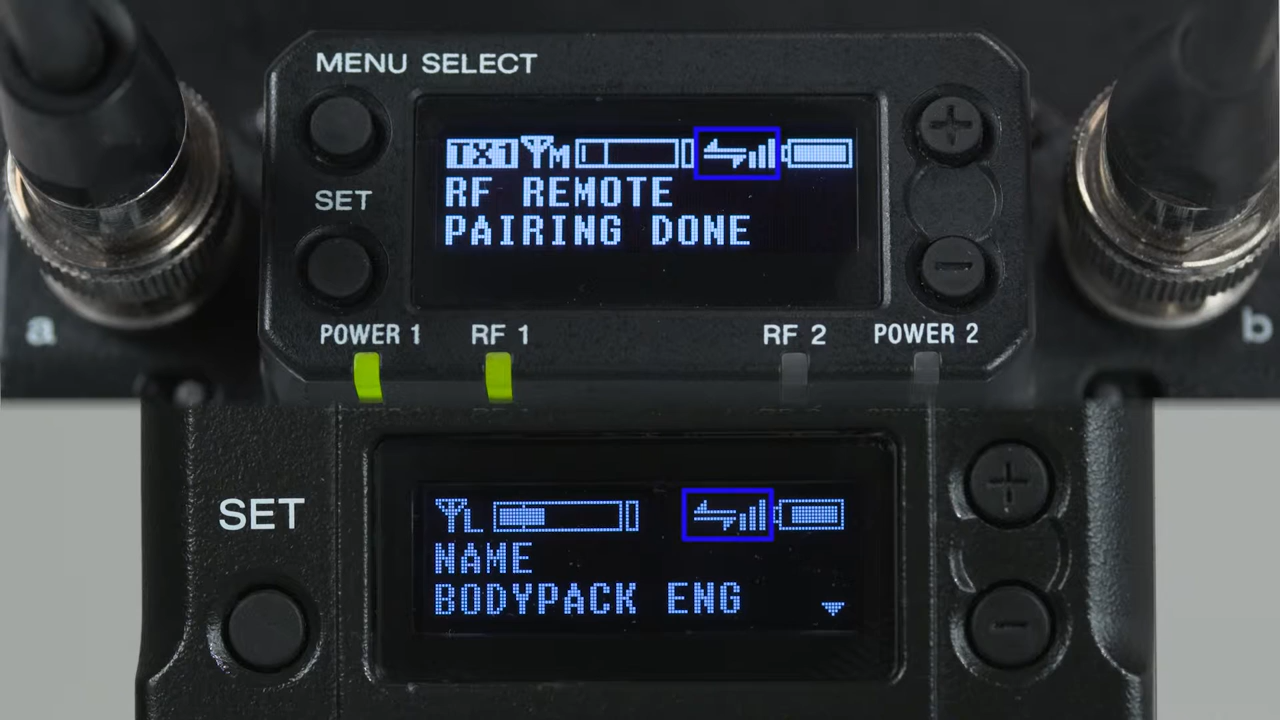 MENU SELECT
TX1 M
RF REMOTE
PAIRING DONE
SET
POWER 1 RF 1 RF 2 POWER 2
a
b
SET
L
NAME
BODYPACK ENG